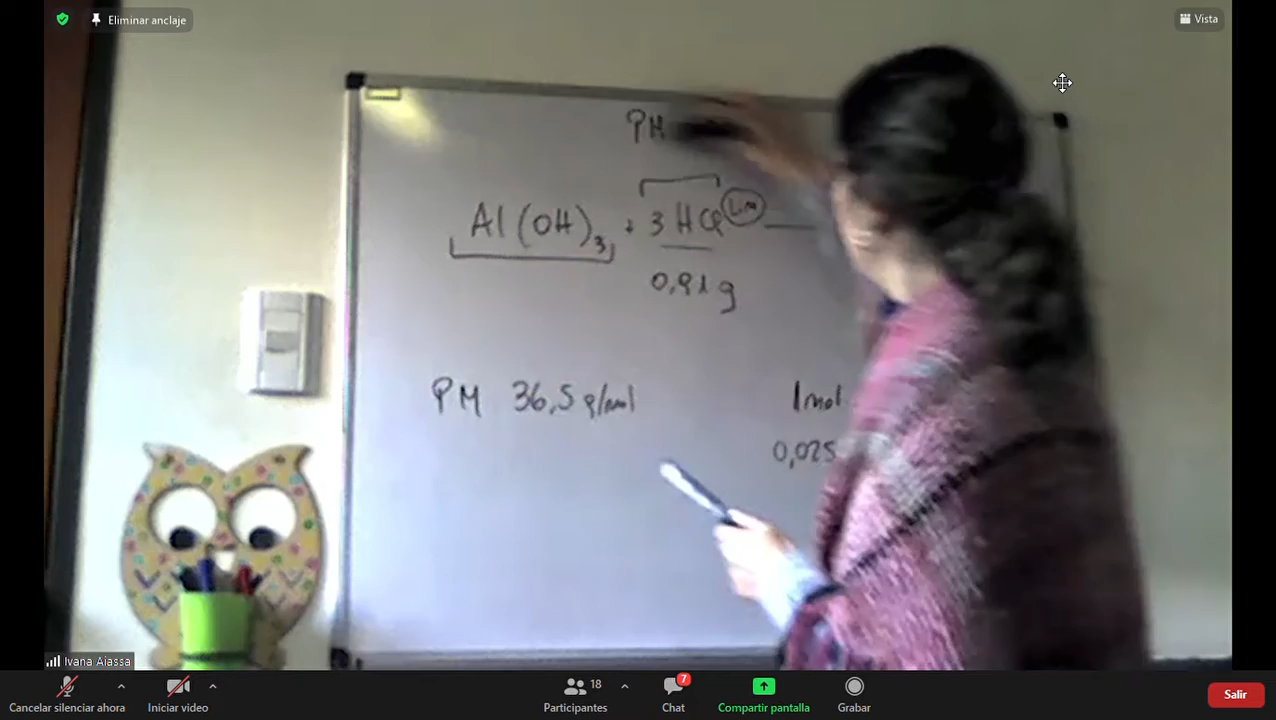 Eliminar anclaje
Vista
PM
Al(OH)₃ + 3 HCl Lim
0,91 g
PM 36,5 g/mol
1mol
0,025
Ivana Aiassa
Cancelar silenciar ahora
Iniciar video
18
Participantes
7
Chat
Compartir pantalla
Grabar
Salir